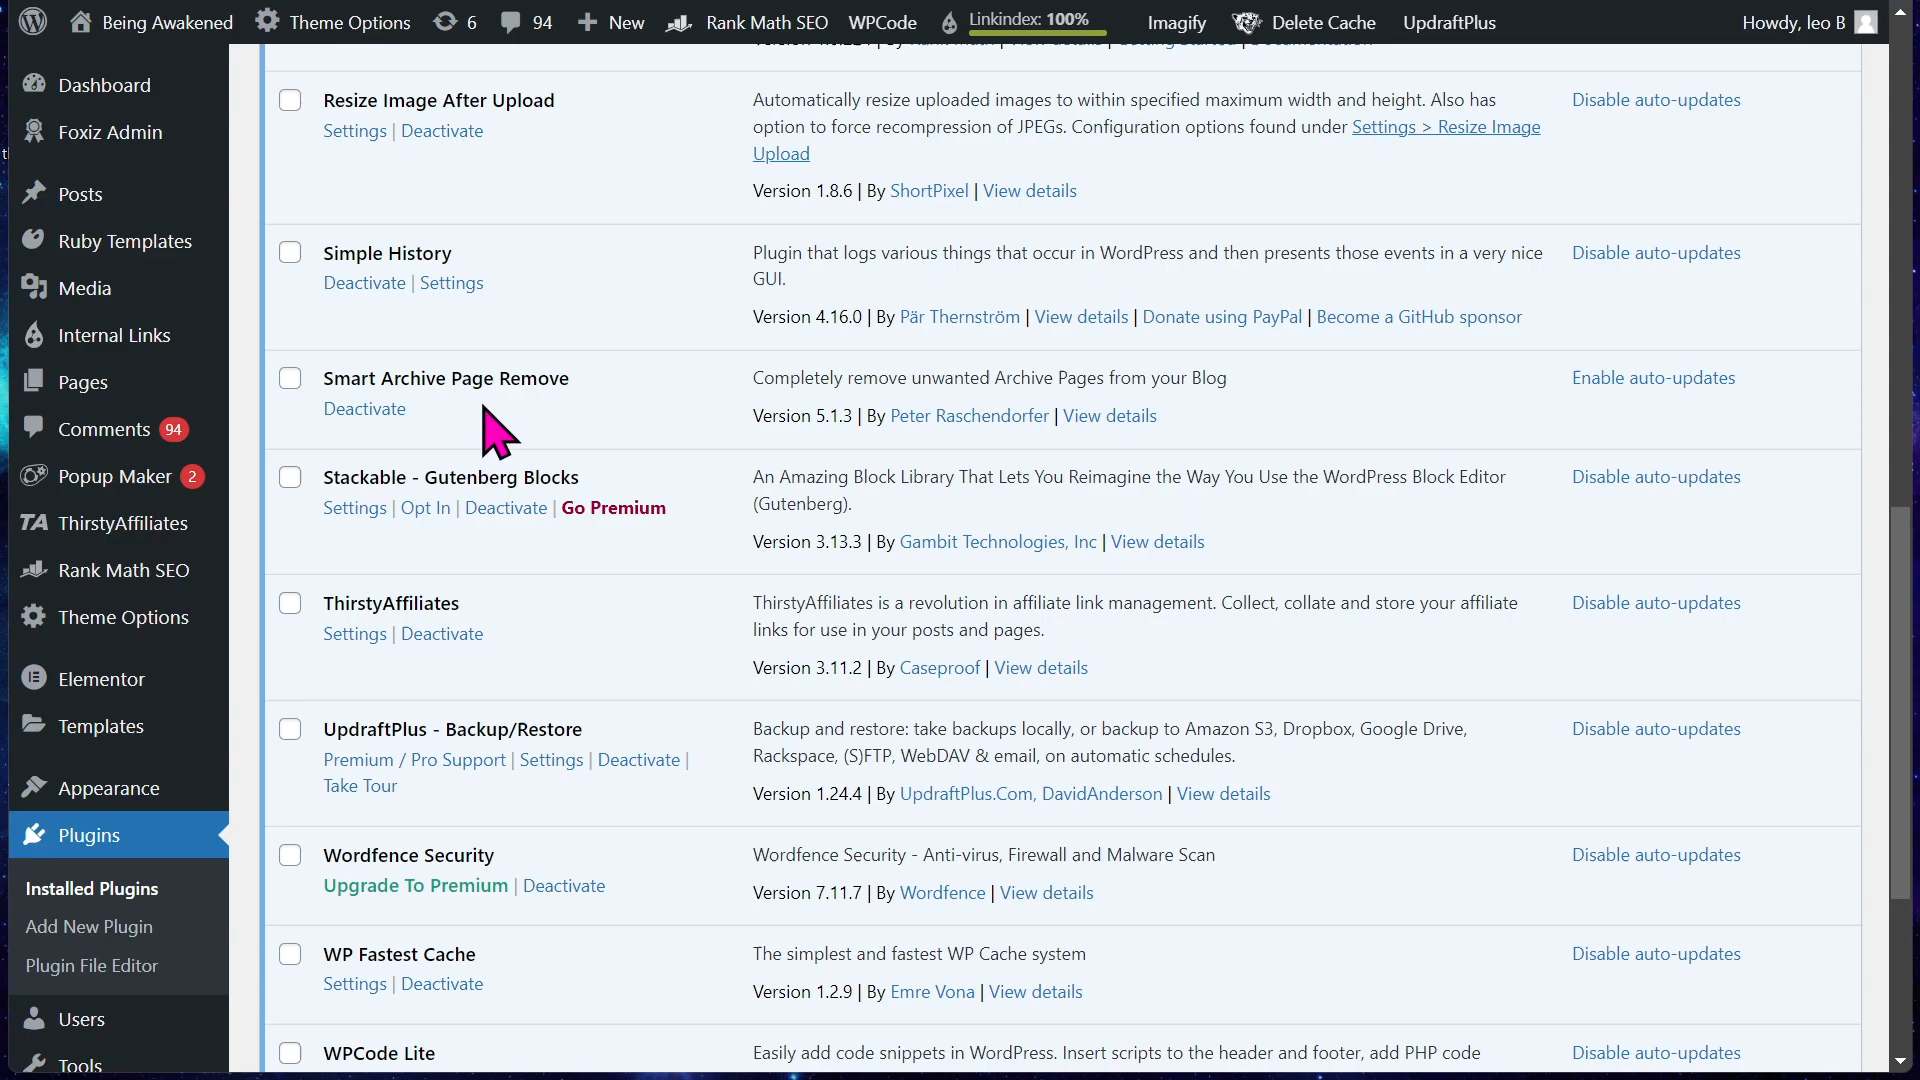 Being Awakened Theme Options 6 94 New Rank Math SEO WPCode Linkindex: 100% Imagify Delete Cache UpdraftPlus Howdy, leo B
Dashboard
Foxiz Admin
Posts
Ruby Templates
Media
Internal Links
Pages
Comments 94
Popup Maker 2
TA ThirstyAffiliates
Rank Math SEO
Theme Options
Elementor
Templates
Appearance
Plugins
Installed Plugins
Add New Plugin
Plugin File Editor
Users
Tools
Resize Image After Upload
Settings | Deactivate
Automatically resize uploaded images to within specified maximum width and height. Also has
option to force recompression of JPEGs. Configuration options found under Settings > Resize Image
Upload
Version 1.8.6 | By ShortPixel | View details
Disable auto-updates
Simple History
Deactivate | Settings
Plugin that logs various things that occur in WordPress and then presents those events in a very nice
GUI.
Version 4.16.0 | By Pär Thernström | View details | Donate using PayPal | Become a GitHub sponsor
Disable auto-updates
Smart Archive Page Remove
Deactivate
Completely remove unwanted Archive Pages from your Blog
Version 5.1.3 | By Peter Raschendorfer | View details
Enable auto-updates
Stackable - Gutenberg Blocks
Settings | Opt In | Deactivate | Go Premium
An Amazing Block Library That Lets You Reimagine the Way You Use the WordPress Block Editor
(Gutenberg).
Version 3.13.3 | By Gambit Technologies, Inc | View details
Disable auto-updates
ThirstyAffiliates
Settings | Deactivate
ThirstyAffiliates is a revolution in affiliate link management. Collect, collate and store your affiliate
links for use in your posts and pages.
Version 3.11.2 | By Caseproof | View details
Disable auto-updates
UpdraftPlus - Backup/Restore
Premium / Pro Support | Settings | Deactivate |
Take Tour
Backup and restore: take backups locally, or backup to Amazon S3, Dropbox, Google Drive,
Rackspace, (S)FTP, WebDAV & email, on automatic schedules.
Version 1.24.4 | By UpdraftPlus.Com, DavidAnderson | View details
Disable auto-updates
Wordfence Security
Upgrade To Premium | Deactivate
Wordfence Security - Anti-virus, Firewall and Malware Scan
Version 7.11.7 | By Wordfence | View details
Disable auto-updates
WP Fastest Cache
Settings | Deactivate
The simplest and fastest WP Cache system
Version 1.2.9 | By Emre Vona | View details
Disable auto-updates
WPCode Lite
Easily add code snippets in WordPress. Insert scripts to the header and footer, add PHP code
Disable auto-updates